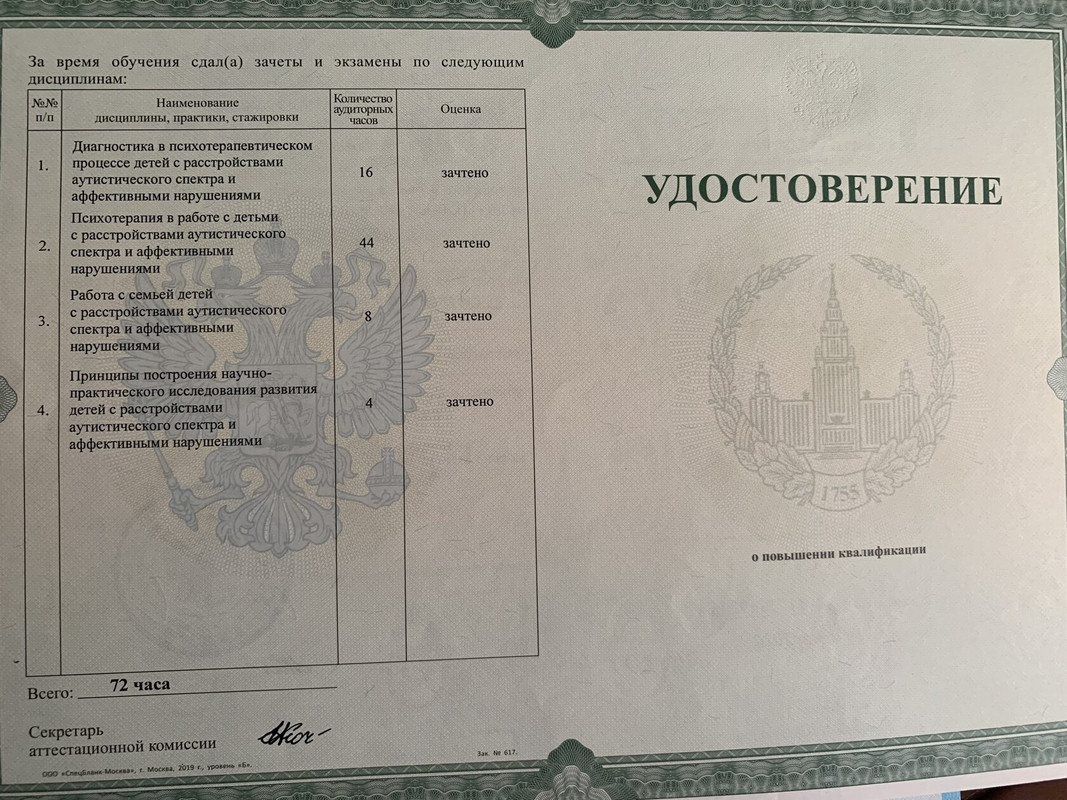 За время обучения сдал(а) зачеты и экзамены по следующим
дисциплинам:
№№
п/п
Наименование
дисциплины, практики, стажировки
Количество
аудиторных
часов
Оценка
1.
Диагностика в психотерапевтическом
процессе детей с расстройствами
аутистического спектра и
аффективными нарушениями
16
зачтено
2.
Психотерапия в работе с детьми
с расстройствами аутистического
спектра и аффективными
нарушениями
44
зачтено
3.
Работа с семьей детей
с расстройствами аутистического
спектра и аффективными
нарушениями
8
зачтено
4.
Принципы построения научно-
практического исследования развития
детей с расстройствами
аутистического спектра и
аффективными нарушениями
4
зачтено
Всего: 72 часа
Секретарь
аттестационной комиссии
Зак. № 617.
ООО «СпецБланк-Москва», г. Москва, 2019 г., уровень «Б».
УДОСТОВЕРЕНИЕ
1755
о повышении квалификации